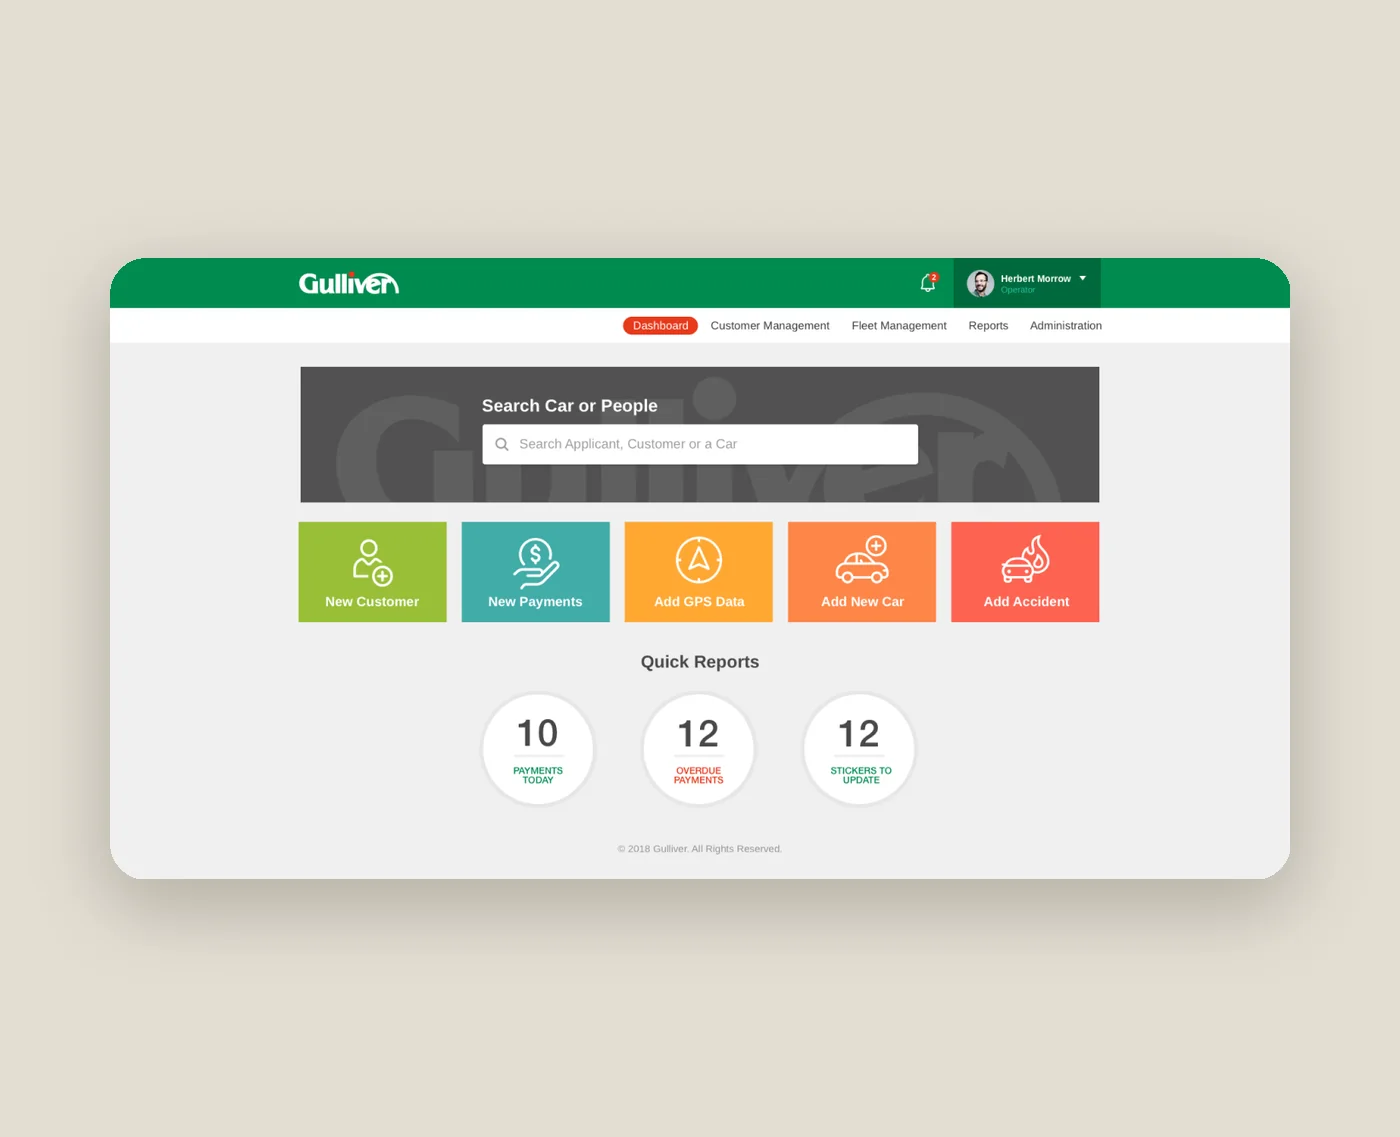 Gulliver
2
Herbert Morrow
Operator
Dashboard Customer Management Fleet Management Reports Administration
Gulliver
Search Car or People
Search Applicant, Customer or a Car
New Customer
New Payments
Add GPS Data
Add New Car
Add Accident
Quick Reports
10
PAYMENTS
TODAY
12
OVERDUE
PAYMENTS
12
STICKERS TO
UPDATE
© 2018 Gulliver. All Rights Reserved.